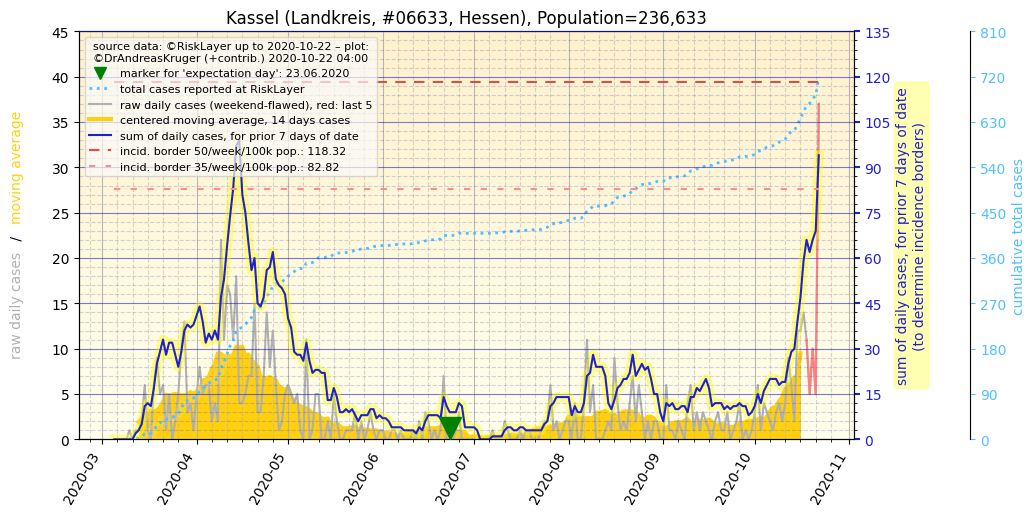 Kassel (Landkreis, #06633, Hessen), Population=236,633
source data: ©RiskLayer up to 2020-10-22 – plot:
©DrAndreasKruger (+contrib.) 2020-10-22 04:00
marker for 'expectation day': 23.06.2020
total cases reported at RiskLayer
raw daily cases (weekend-flawed), red: last 5
centered moving average, 14 days cases
sum of daily cases, for prior 7 days of date
incid. border 50/week/100k pop.: 118.32
incid. border 35/week/100k pop.: 82.82
raw daily cases / moving average
45
40
35
30
25
20
15
10
5
0
2020-03
2020-04
2020-05
2020-06
2020-07
2020-08
2020-09
2020-10
2020-11
135
120
105
90
75
60
45
30
15
0
sum of daily cases, for prior 7 days of date
(to determine incidence borders)
810
720
630
540
450
360
270
180
90
0
cumulative total cases